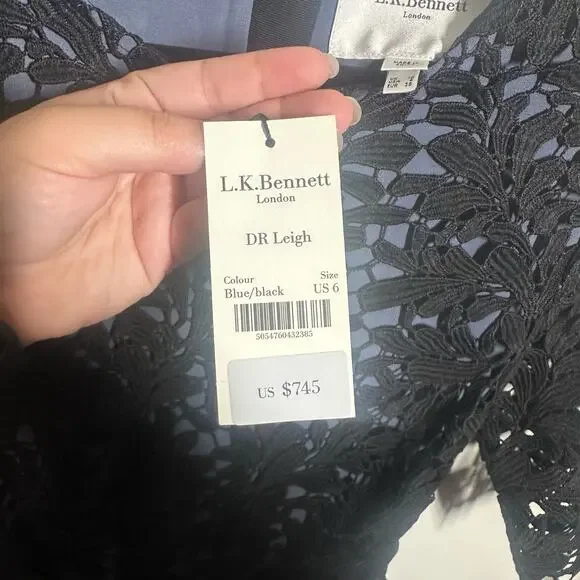 L.K.Bennett
London
L.K.Bennett
London
DR Leigh
Colour Size
Blue/black US 6
5054760432385
US $745